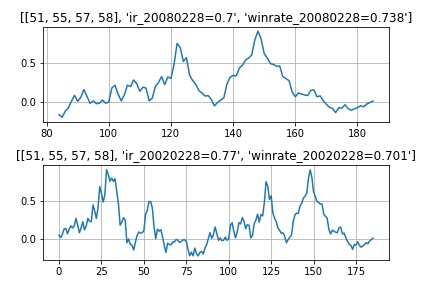 [[51, 55, 57, 58], 'ir_20080228=0.7', 'winrate_20080228=0.738']
0.5
0.0
80 100 120 140 160 180
[[51, 55, 57, 58], 'ir_20020228=0.77', 'winrate_20020228=0.701']
0.5
0.0
0 25 50 75 100 125 150 175